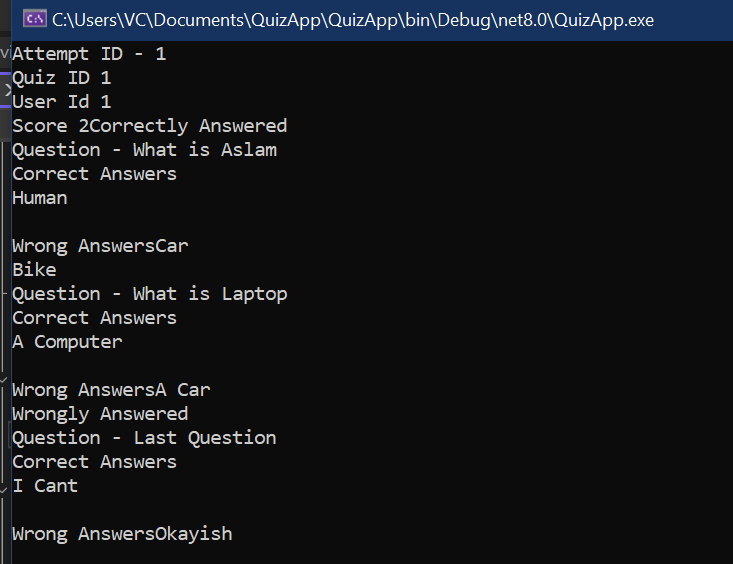 C:\Users\VC\Documents\QuizApp\QuizApp\bin\Debug\net8.0\QuizApp.exe
Attempt ID - 1
Quiz ID 1
User Id 1
Score 2Correctly Answered
Question - What is Aslam
Correct Answers
Human
Wrong AnswersCar
Bike
Question - What is Laptop
Correct Answers
A Computer
Wrong AnswersA Car
Wrongly Answered
Question - Last Question
Correct Answers
I Cant
Wrong AnswersOkayish